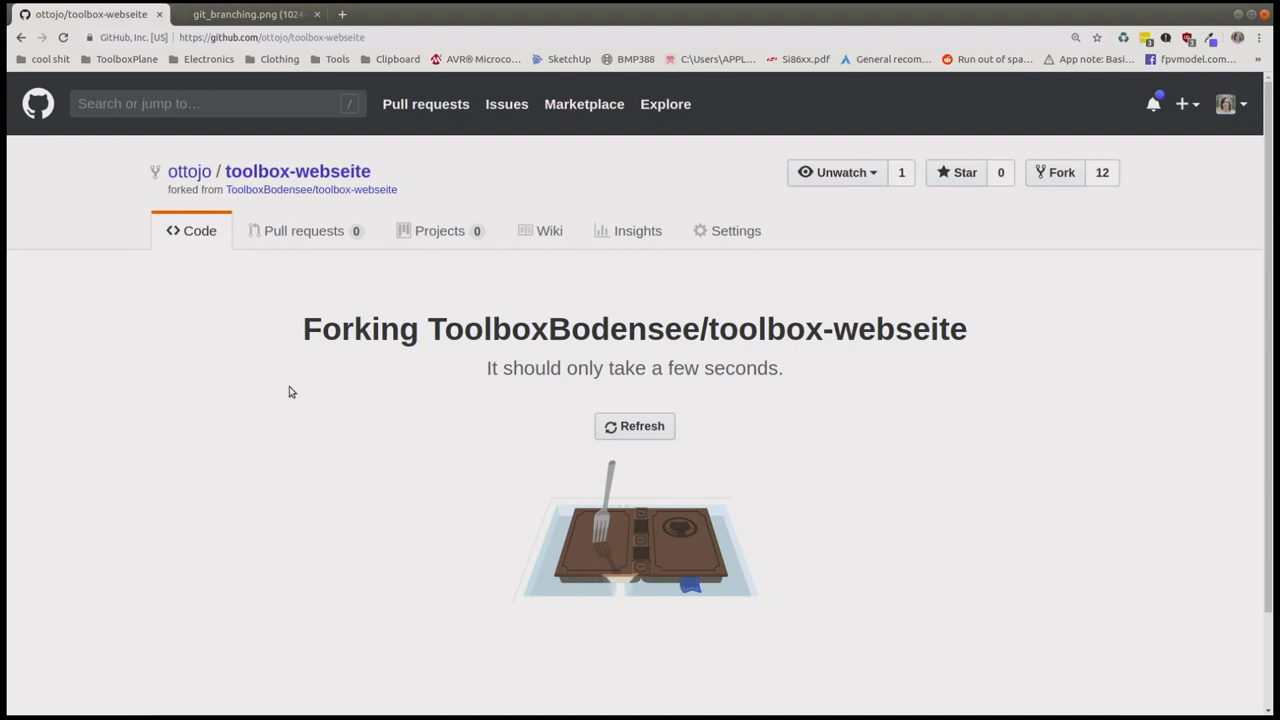 ottojo/toolbox-webseite
git_branching.png (1024
GitHub, Inc. [US]
https://github.com/ottojo/toolbox-webseite
cool shit
ToolboxPlane
Electronics
Clothing
Tools
Clipboard
AVR® Microco...
SketchUp
BMP388
C:\Users\APPL...
Si86xx.pdf
General recom...
Run out of spa...
App note: Basi...
fpvmodel.com...
Search or jump to...
/
Pull requests
Issues
Marketplace
Explore
ottojo / toolbox-webseite
forked from ToolboxBodensee/toolbox-webseite
Unwatch 1
Star 0
Fork 12
Code
Pull requests 0
Projects 0
Wiki
Insights
Settings
Forking ToolboxBodensee/toolbox-webseite
It should only take a few seconds.
Refresh